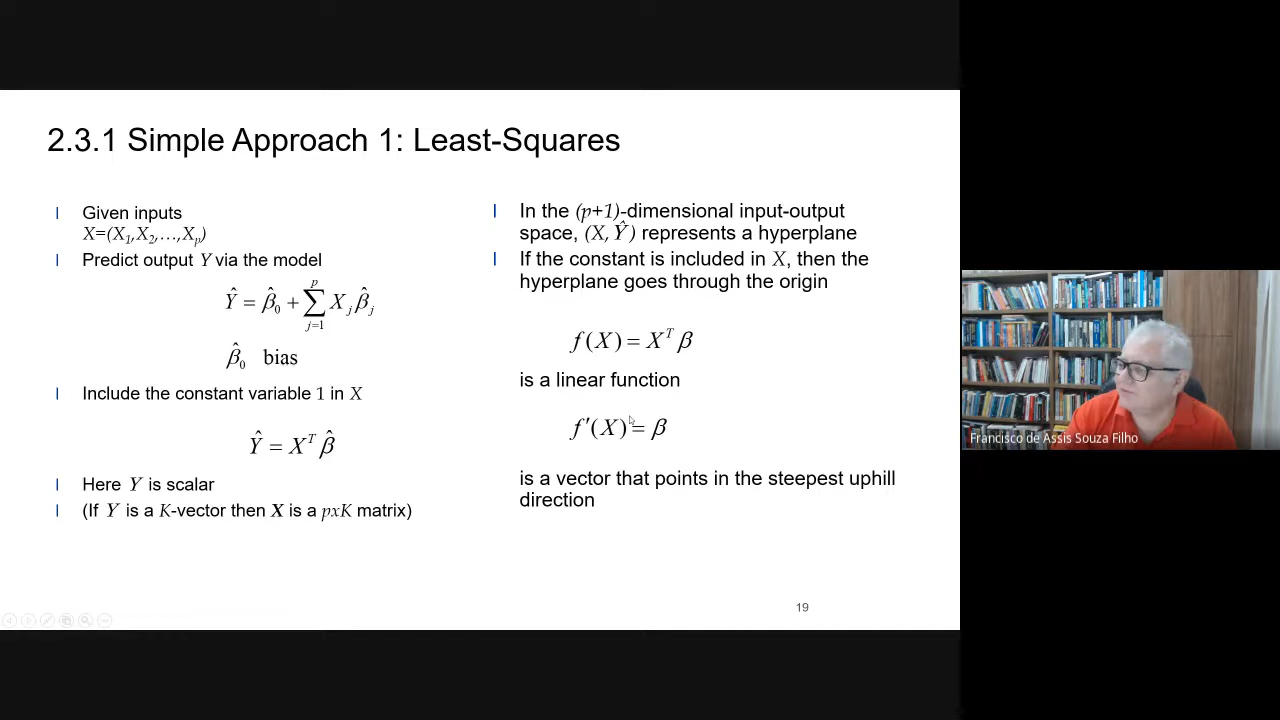 2.3.1 Simple Approach 1: Least-Squares
l Given inputs
X=(X₁,X₂,…,Xₚ)
l Predict output Y via the model
Ŷ = β̂₀ + ∑ⱼ₌₁ᵖ Xⱼβ̂ⱼ
β̂₀ bias
l Include the constant variable 1 in X
Ŷ = Xᵀβ̂
l Here Y is scalar
l (If Y is a K-vector then X is a pxK matrix)
l In the (p+1)-dimensional input-output
space, (X, Ŷ) represents a hyperplane
l If the constant is included in X, then the
hyperplane goes through the origin
f(X) = Xᵀβ
is a linear function
f′(X) = β
is a vector that points in the steepest uphill
direction
19
Francisco de Assis Souza Filho